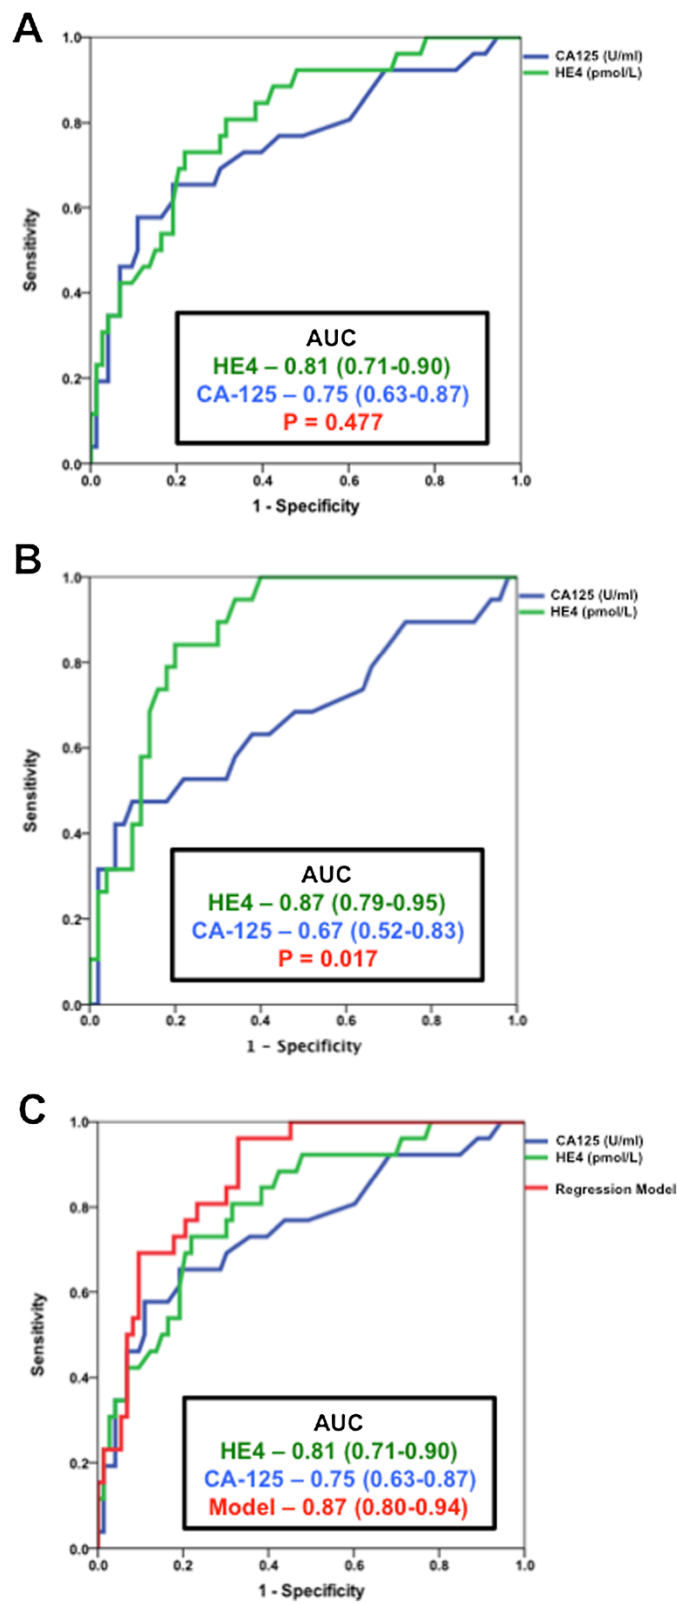 A
1.0
0.8
0.6
0.4
0.2
0.0
Sensitivity
0.0 0.2 0.4 0.6 0.8 1.0
1 - Specificity
CA125 (U/ml)
HE4 (pmol/L)
AUC
HE4 – 0.81 (0.71-0.90)
CA-125 – 0.75 (0.63-0.87)
P = 0.477
B
1.0
0.8
0.6
0.4
0.2
0.0
Sensitivity
0.0 0.2 0.4 0.6 0.8 1.0
1 - Specificity
CA125 (U/ml)
HE4 (pmol/L)
AUC
HE4 – 0.87 (0.79-0.95)
CA-125 – 0.67 (0.52-0.83)
P = 0.017
C
1.0
0.8
0.6
0.4
0.2
0.0
Sensitivity
0.0 0.2 0.4 0.6 0.8 1.0
1 - Specificity
CA125 (U/ml)
HE4 (pmol/L)
Regression Model
AUC
HE4 – 0.81 (0.71-0.90)
CA-125 – 0.75 (0.63-0.87)
Model – 0.87 (0.80-0.94)